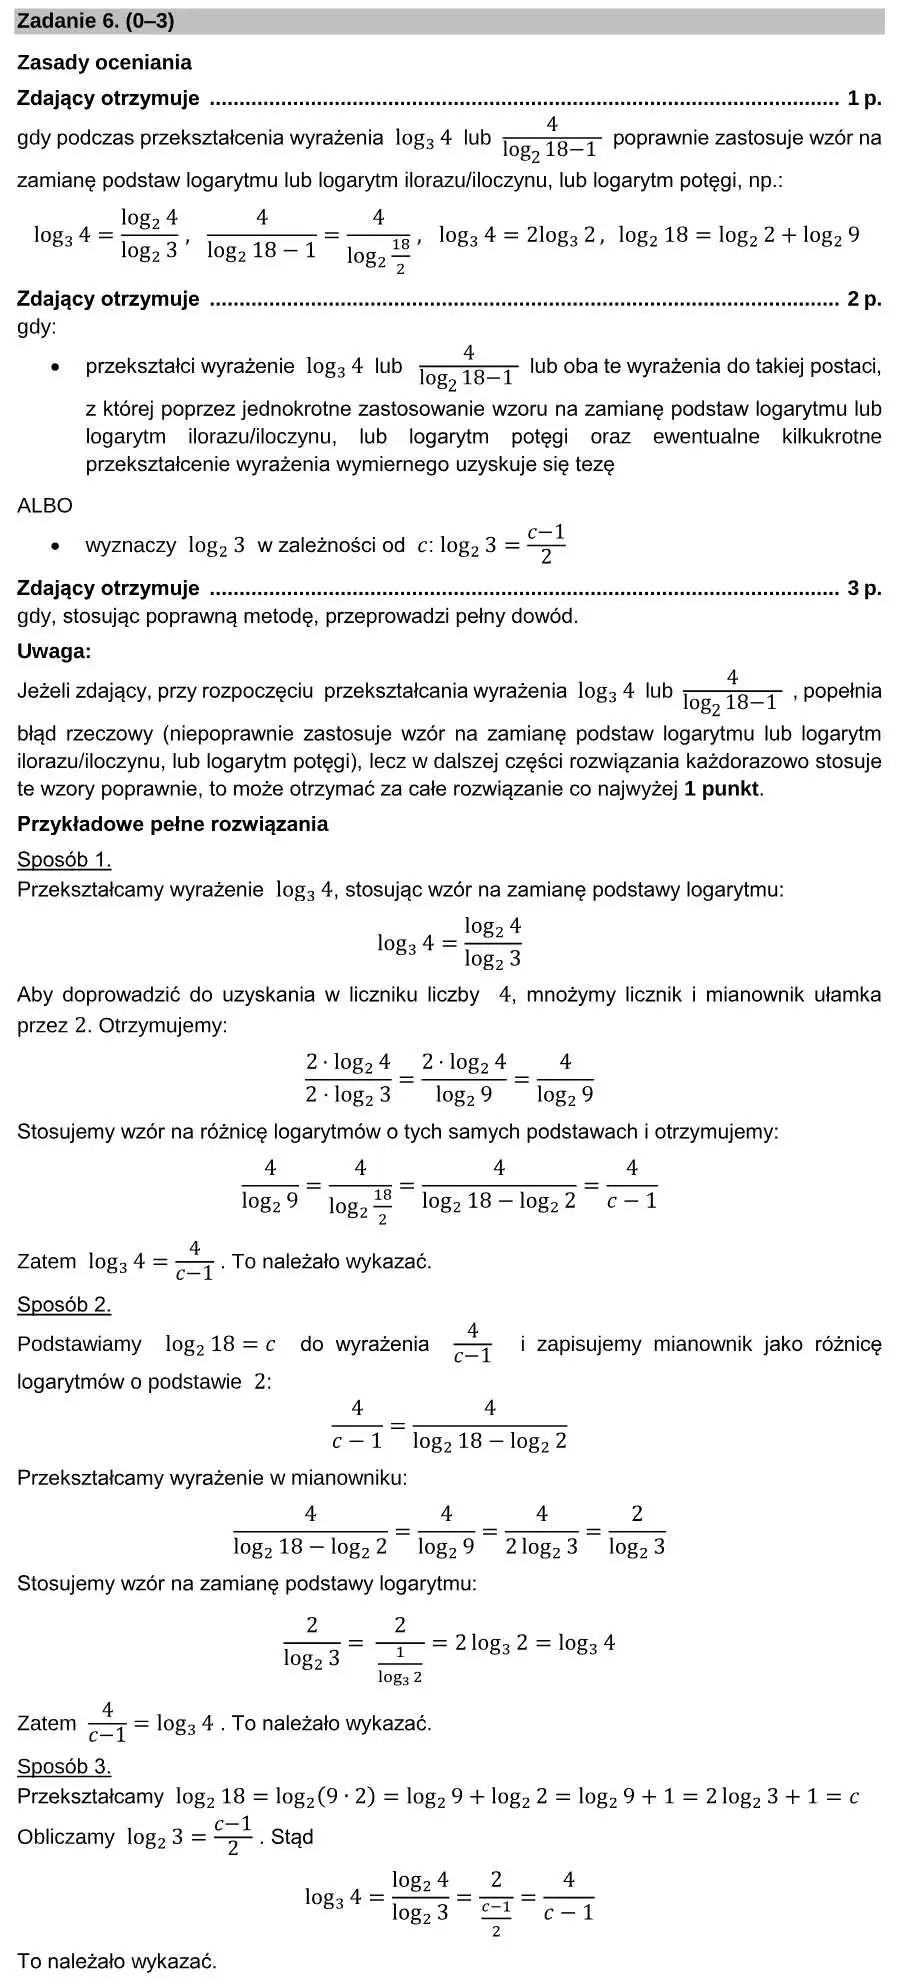 Zadanie 6. (0–3)
Zasady oceniania
Zdający otrzymuje ............................................................................................................ 1 p.
gdy podczas przekształcenia wyrażenia log₃ 4 lub 4/(log₂ 18−1) poprawnie zastosuje wzór na
zamianę podstaw logarytmu lub logarytm ilorazu/iloczynu, lub logarytm potęgi, np.:
log₃ 4 = (log₂ 4)/(log₂ 3) , 4/(log₂ 18 − 1) = 4/(log₂ (18/2)) , log₃ 4 = 2log₃ 2 , log₂ 18 = log₂ 2 + log₂ 9
Zdający otrzymuje ............................................................................................................ 2 p.
gdy:
• przekształci wyrażenie log₃ 4 lub 4/(log₂ 18−1) lub oba te wyrażenia do takiej postaci,
z której poprzez jednokrotne zastosowanie wzoru na zamianę podstaw logarytmu lub
logarytm ilorazu/iloczynu, lub logarytm potęgi oraz ewentualne kilkukrotne
przekształcenie wyrażenia wymiernego uzyskuje się tezę
ALBO
• wyznaczy log₂ 3 w zależności od c: log₂ 3 = (c−1)/2
Zdający otrzymuje ............................................................................................................ 3 p.
gdy, stosując poprawną metodę, przeprowadzi pełny dowód.
Uwaga:
Jeżeli zdający, przy rozpoczęciu przekształcania wyrażenia log₃ 4 lub 4/(log₂ 18−1) , popełnia
błąd rzeczowy (niepoprawnie zastosuje wzór na zamianę podstaw logarytmu lub logarytm
ilorazu/iloczynu, lub logarytm potęgi), lecz w dalszej części rozwiązania każdorazowo stosuje
te wzory poprawnie, to może otrzymać za całe rozwiązanie co najwyżej 1 punkt.
Przykładowe pełne rozwiązania
Sposób 1.
Przekształcamy wyrażenie log₃ 4, stosując wzór na zamianę podstawy logarytmu:
log₃ 4 = (log₂ 4)/(log₂ 3)
Aby doprowadzić do uzyskania w liczniku liczby 4, mnożymy licznik i mianownik ułamka
przez 2. Otrzymujemy:
(2 · log₂ 4)/(2 · log₂ 3) = (2 · log₂ 4)/(log₂ 9) = 4/(log₂ 9)
Stosujemy wzór na różnicę logarytmów o tych samych podstawach i otrzymujemy:
4/(log₂ 9) = 4/(log₂ (18/2)) = 4/(log₂ 18 − log₂ 2) = 4/(c − 1)
Zatem log₃ 4 = 4/(c−1) . To należało wykazać.
Sposób 2.
Podstawiamy log₂ 18 = c do wyrażenia 4/(c−1) i zapisujemy mianownik jako różnicę
logarytmów o podstawie 2:
4/(c − 1) = 4/(log₂ 18 − log₂ 2)
Przekształcamy wyrażenie w mianowniku:
4/(log₂ 18 − log₂ 2) = 4/(log₂ 9) = 4/(2 log₂ 3) = 2/(log₂ 3)
Stosujemy wzór na zamianę podstawy logarytmu:
2/(log₂ 3) = 2/(1/(log₃ 2)) = 2 log₃ 2 = log₃ 4
Zatem 4/(c−1) = log₃ 4 . To należało wykazać.
Sposób 3.
Przekształcamy log₂ 18 = log₂(9 · 2) = log₂ 9 + log₂ 2 = log₂ 9 + 1 = 2 log₂ 3 + 1 = c
Obliczamy log₂ 3 = (c−1)/2 . Stąd
log₃ 4 = (log₂ 4)/(log₂ 3) = 2/((c−1)/2) = 4/(c − 1)
To należało wykazać.